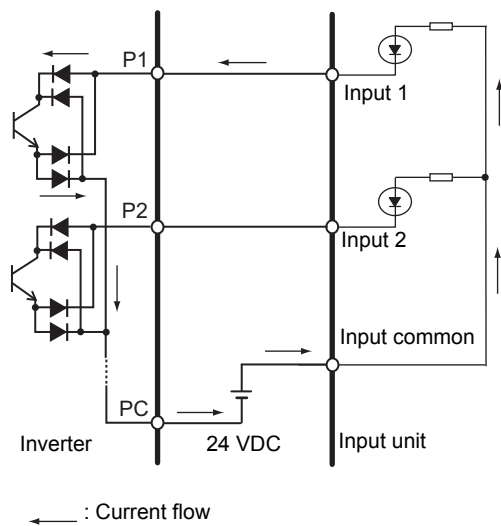 P1
Input 1
P2
Input 2
Input common
PC
Inverter
24 VDC
Input unit
: Current flow